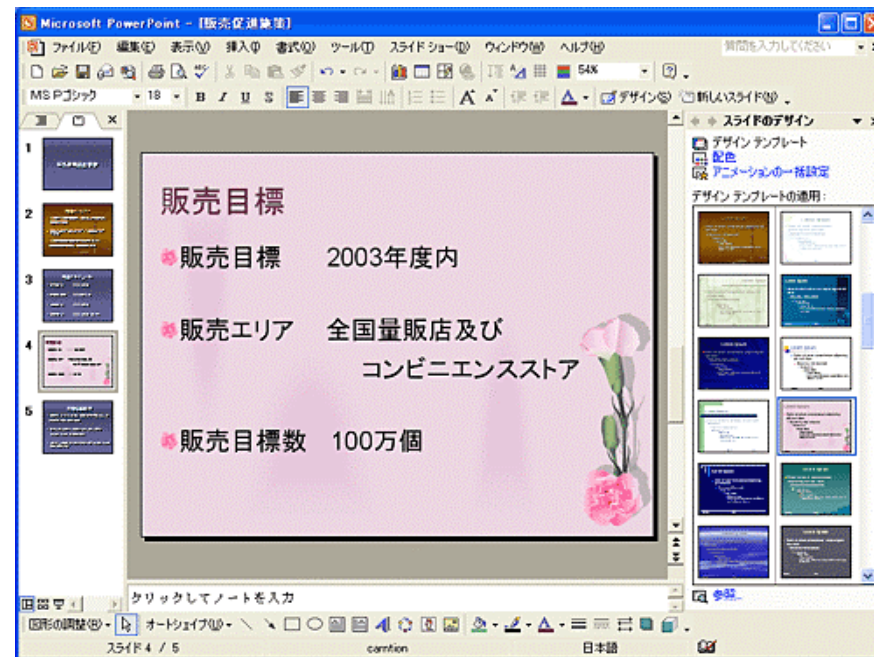 Microsoft PowerPoint - [販売促進施策]
ファイル(F) 編集(E) 表示(V) 挿入(I) 書式(O) ツール(T) スライド ショー(D) ウィンドウ(W) ヘルプ(H) 質問を入力してください
54%
MS Pゴシック 18 B I U S デザイン(S) 新しいスライド(N)
スライドのデザイン
デザイン テンプレート
配色
アニメーションの一括設定
デザイン テンプレートの適用:
1
2
3
4
5
販売目標
販売目標 2003年度内
販売エリア 全国量販店及び
コンビニエンスストア
販売目標数 100万個
クリックしてノートを入力
参照...
図形の調整(R) オートシェイプ(U)
スライド 4 / 5 carntion 日本語